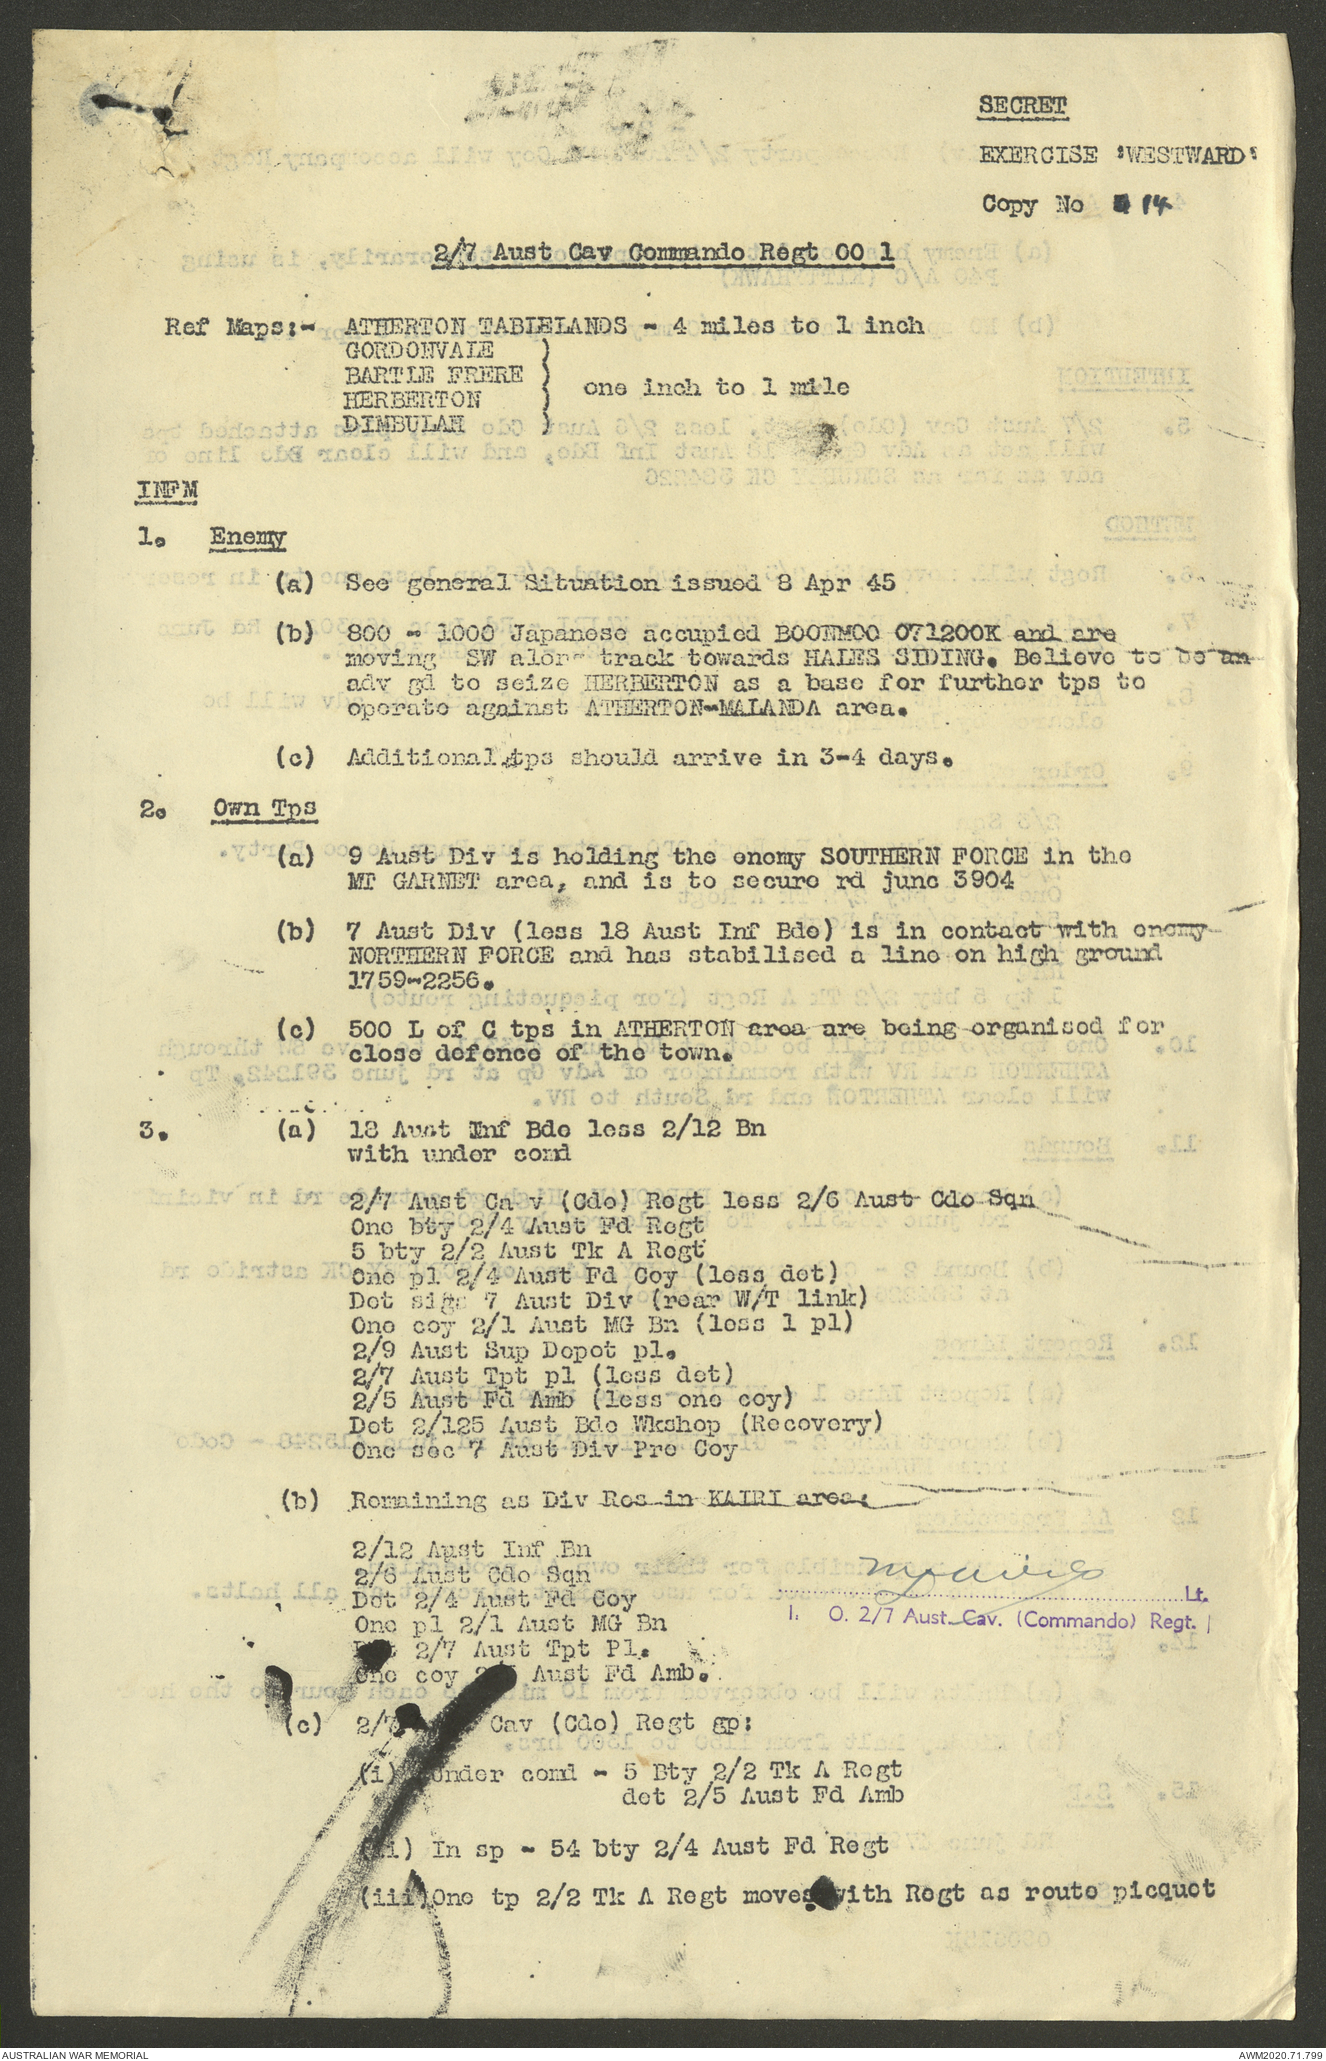 SECRET
EXERCISE 'WESTWARD'
Copy No 14
2/7 Aust Cav Commando Regt OO 1
Ref Maps:- ATHERTON TABLELANDS - 4 miles to 1 inch
GORDONVALE
BARTLE FRERE
HERBERTON
DIMBULAH
one inch to 1 mile
INFM
1. Enemy
(a) See general Situation issued 8 Apr 45
(b) 800 - 1000 Japanese accupied BOONMOO 071200K and are
moving SW along track towards HALES SIDING. Believe to be an
adv gd to seize HERBERTON as a base for further tps to
operate against ATHERTON-MALANDA area.
(c) Additional tps should arrive in 3-4 days.
2. Own Tps
(a) 9 Aust Div is holding the enemy SOUTHERN FORCE in the
MT GARNET area, and is to secure rd junc 3904
(b) 7 Aust Div (less 18 Aust Inf Bde) is in contact with enemy
NORTHERN FORCE and has stabilised a line on high ground
1759-2256.
(c) 500 L of C tps in ATHERTON area are being organised for
close defence of the town.
3. (a) 18 Aust Inf Bde less 2/12 Bn
with under comd
2/7 Aust Ca v (Cdo) Regt less 2/6 Aust Cdo Sqn
One bty 2/4 Aust Fd Regt
5 bty 2/2 Aust Tk A Regt
One pl 2/4 Aust Fd Coy (less det)
Det sigs 7 Aust Div (rear W/T link)
One coy 2/1 Aust MG Bn (less 1 pl)
2/9 Aust Sup Depot pl.
2/7 Aust Tpt pl (less det)
2/5 Aust Fd Amb (less one coy)
Det 2/125 Aust Bde Wkshop (Recovery)
One sec 7 Aust Div Pro Coy
(b) Remaining as Div Res in KAIRI area:
2/12 Aust Inf Bn
2/6 Aust Cdo Sqn
Det 2/4 Aust Fd Coy
One pl 2/1 Aust MG Bn
Det 2/7 Aust Tpt Pl.
One coy Aust Fd Amb.
Lt.
I. O. 2/7 Aust. Cav. (Commando) Regt.
(c) 2/7 Cav (Cdo) Regt gp:
(i) Under comd - 5 Bty 2/2 Tk A Regt
det 2/5 Aust Fd Amb
(ii) In sp - 54 bty 2/4 Aust Fd Regt
(iii) One tp 2/2 Tk A Regt moves with Regt as route picquet
AUSTRALIAN WAR MEMORIAL
AWM2020.71.799